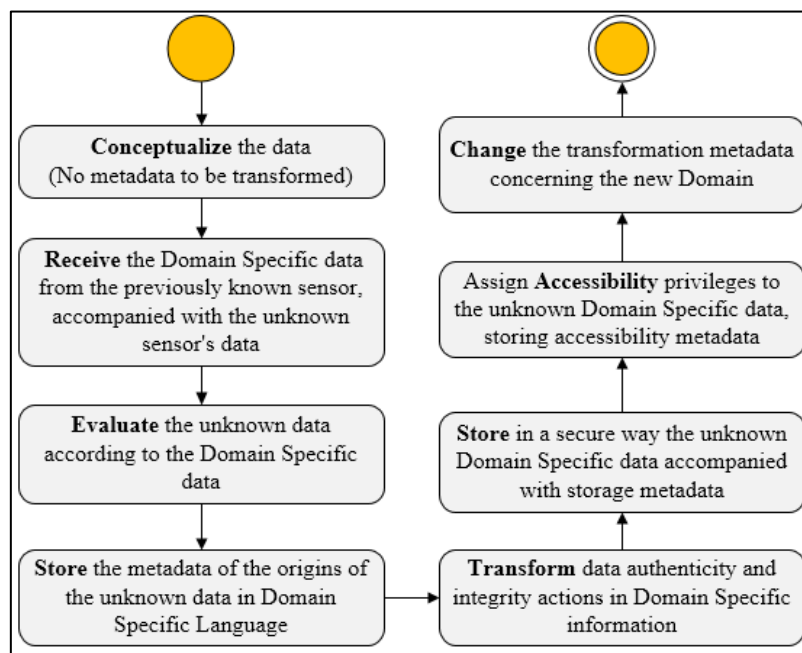 Conceptualize the data
(No metadata to be transformed)
Receive the Domain Specific data
from the previously known sensor,
accompanied with the unknown
sensor's data
Evaluate the unknown data
according to the Domain Specific
data
Store the metadata of the origins of
the unknown data in Domain
Specific Language
Transform data authenticity and
integrity actions in Domain Specific
information
Store in a secure way the unknown
Domain Specific data accompanied
with storage metadata
Assign Accessibility privileges to
the unknown Domain Specific data,
storing accessibility metadata
Change the transformation metadata
concerning the new Domain